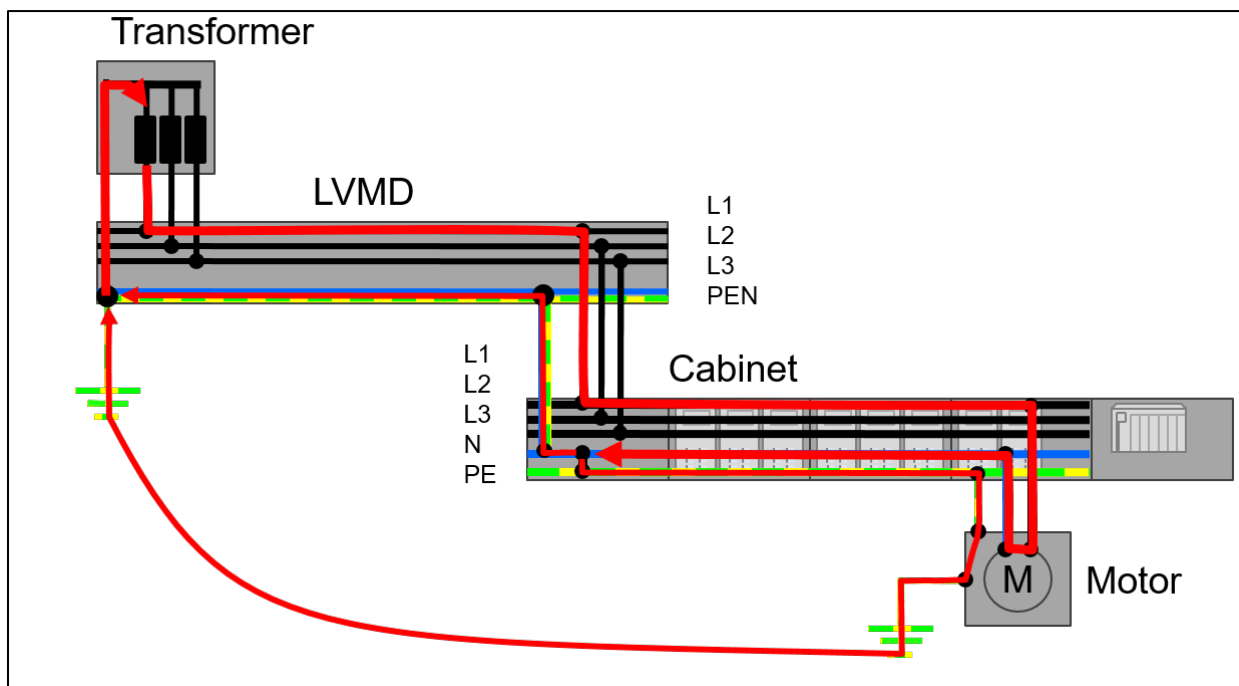 Transformer
LVMD
L1
L2
L3
PEN
L1
L2
L3
N
PE
Cabinet
M
Motor